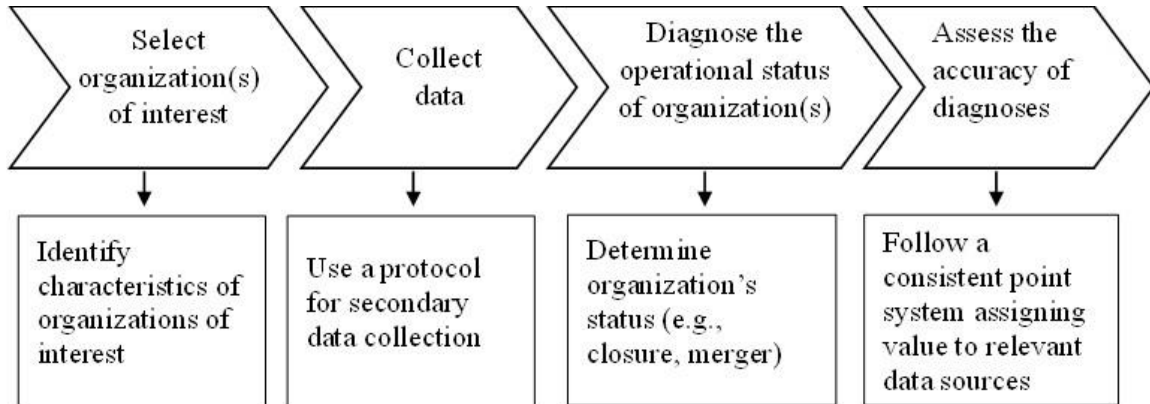 Select
organization(s)
of interest
Collect
data
Diagnose the
operational status
of organization(s)
Assess the
accuracy of
diagnoses
Identify
characteristics of
organizations of
interest
Use a protocol
for secondary
data collection
Determine
organization's
status (e.g.,
closure, merger)
Follow a
consistent point
system assigning
value to relevant
data sources